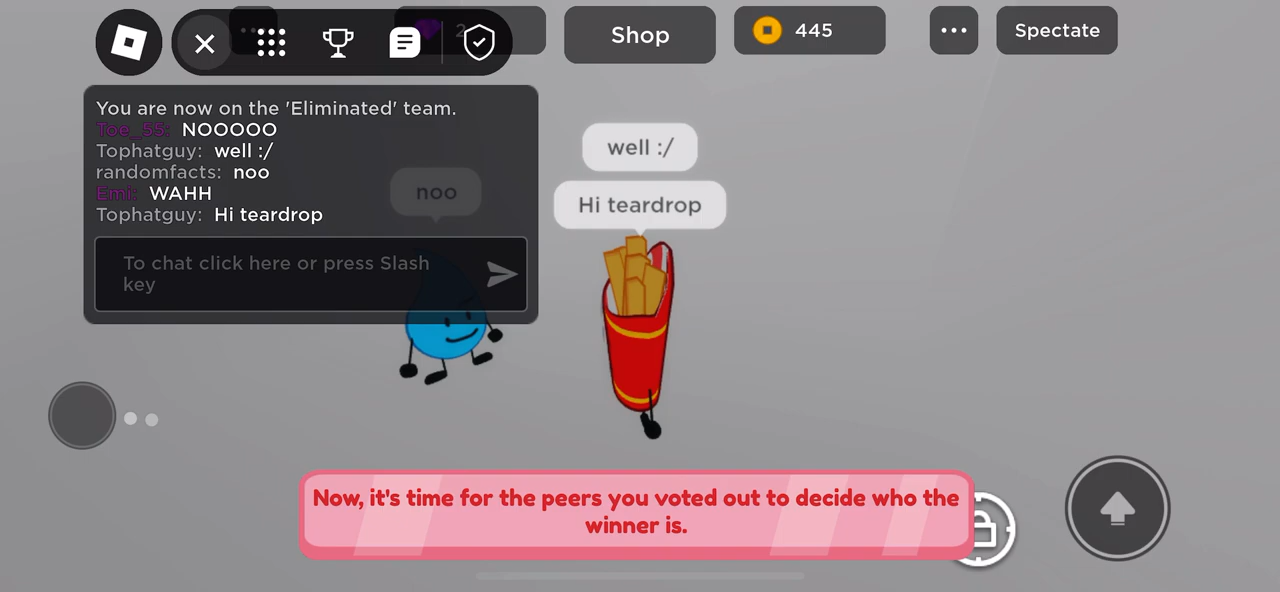 2
Shop
445
Spectate
You are now on the 'Eliminated' team.
Toe_55: NOOOOO
Tophatguy: well :/
randomfacts: noo
Emi: WAHH
Tophatguy: Hi teardrop
To chat click here or press Slash
key
noo
well :/
Hi teardrop
Now, it's time for the peers you voted out to decide who the
winner is.